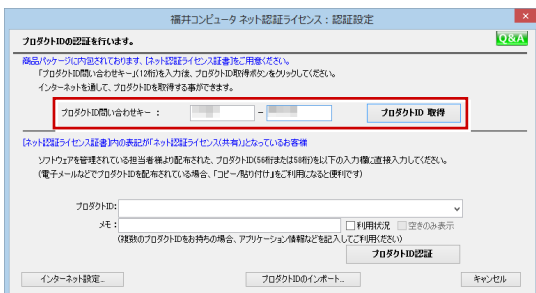 福井コンピュータ ネット認証ライセンス：認証設定
×
プロダクトIDの認証を行います。
Q&A
商品パッケージに内包されております、[ネット認証ライセンス証書]をご用意ください。
「プロダクトID問い合わせキー」(12桁)を入力後、プロダクトID取得ボタンをクリックしてください。
インターネットを通して、プロダクトIDを取得する事ができます。
プロダクトID問い合わせキー ：
－
プロダクトID 取得
[ネット認証ライセンス証書]内の表記が「ネット認証ライセンス(共有)」となっているお客様
ソフトウェアを管理されている担当者様より配布された、プロダクトID(56桁または58桁)を以下の入力欄に直接入力してください。
(電子メールなどでプロダクトIDを配布されている場合、「コピー/貼り付け」をご利用になると便利です)
プロダクトID:
メモ：
利用状況
空きのみ表示
(複数のプロダクトIDをお持ちの場合、アプリケーション情報などを記入してご利用ください)
プロダクトID認証
インターネット設定...
プロダクトIDのインポート...
キャンセル